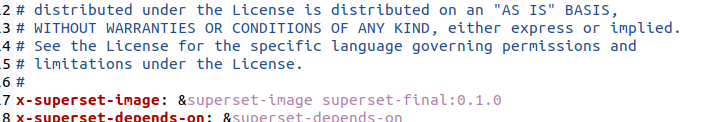 .2 # distributed under the License is distributed on an "AS IS" BASIS,
.3 # WITHOUT WARRANTIES OR CONDITIONS OF ANY KIND, either express or implied.
.4 # See the License for the specific language governing permissions and
.5 # limitations under the License.
.6 #
.7 x-superset-image: &superset-image superset-final:0.1.0
.8 x-superset-depends-on: &superset-depends-on